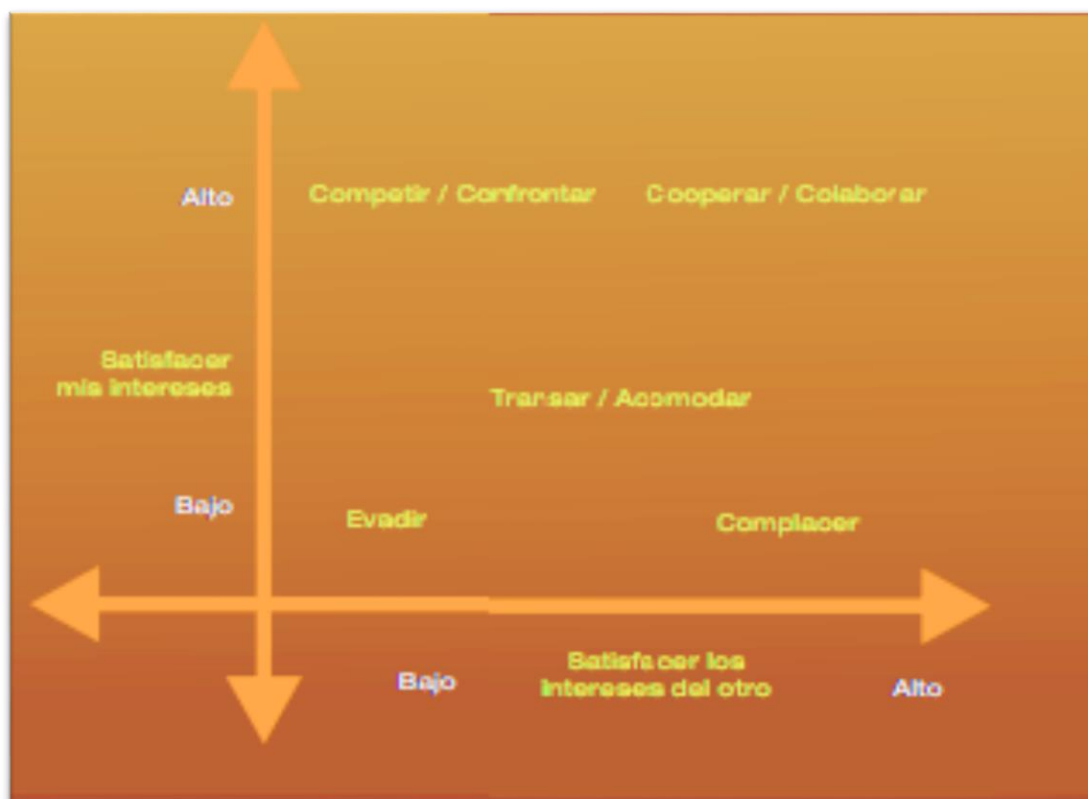 Alto
Competir / Confrontar
Cooperar / Colaborar
Satisfacer
mis intereses
Transar / Acomodar
Bajo
Evadir
Complacer
Bajo
Satisfacer los
intereses del otro
Alto